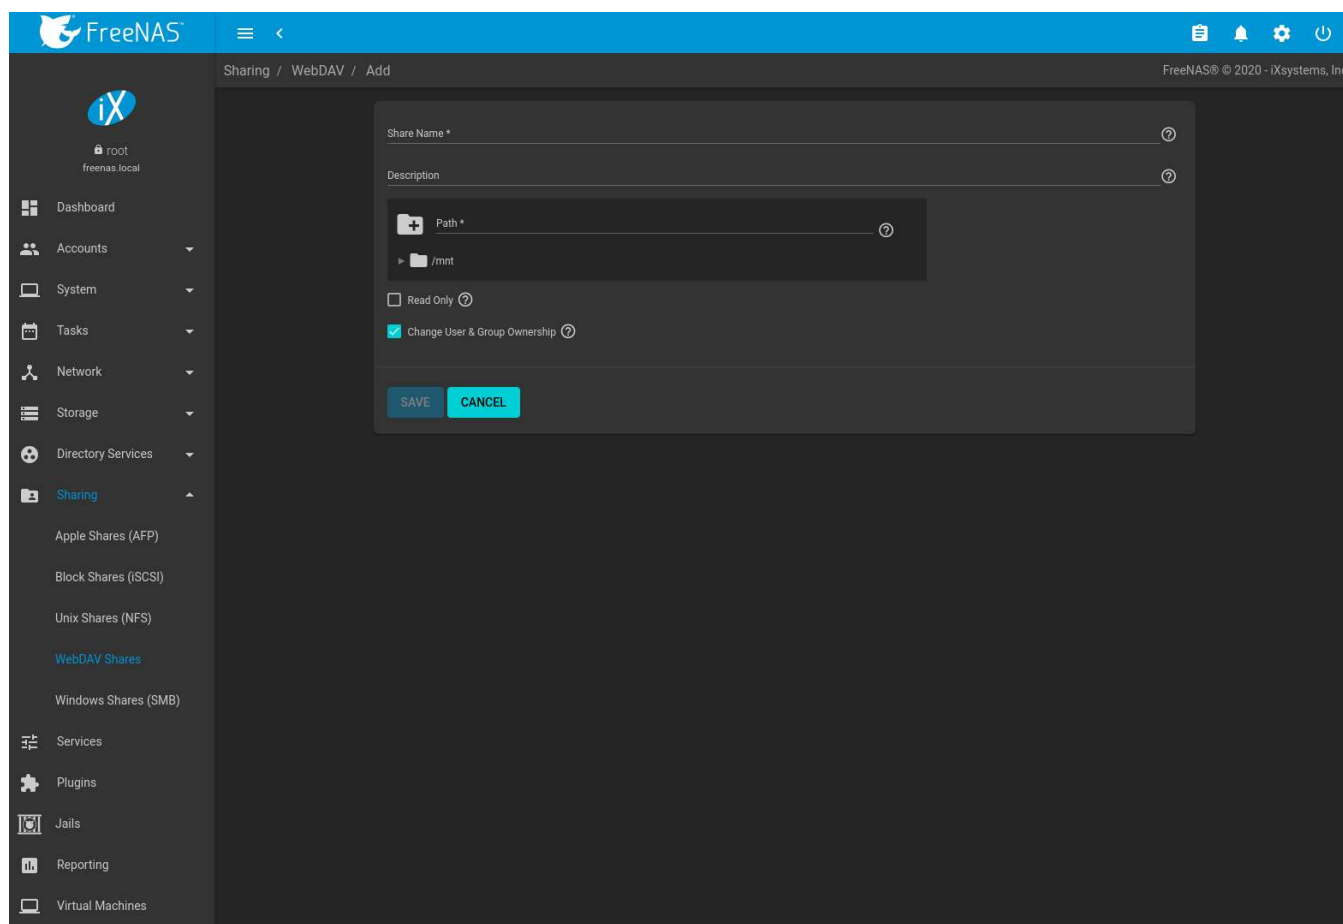 FreeNAS™
Sharing / WebDAV / Add
FreeNAS® © 2020 - iXsystems, Inc
iX
root
freenas.local
Dashboard
Accounts
System
Tasks
Network
Storage
Directory Services
Sharing
Apple Shares (AFP)
Block Shares (iSCSI)
Unix Shares (NFS)
WebDAV Shares
Windows Shares (SMB)
Services
Plugins
Jails
Reporting
Virtual Machines
Share Name *
Description
Path *
/mnt
Read Only
Change User & Group Ownership
SAVE CANCEL